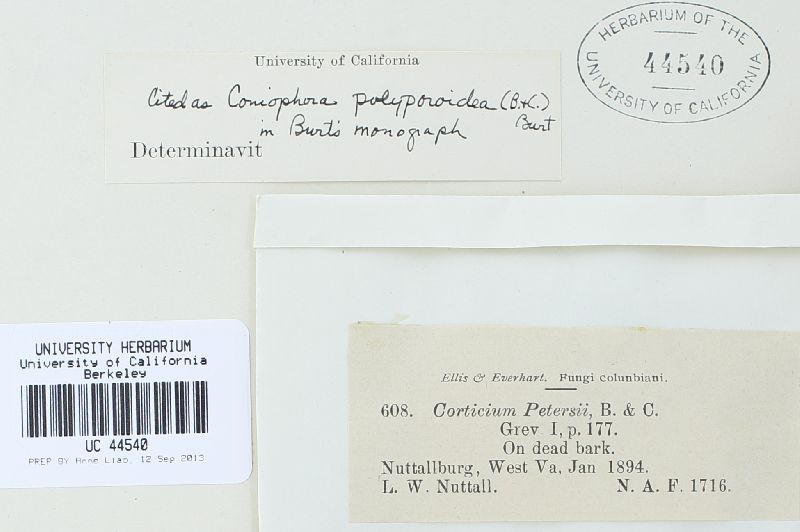 University of California
Cited as Coniophora polyporoidea (B.&C.)
Burt
in Burt's monograph
Determinavit
HERBARIUM OF THE
44540
UNIVERSITY OF CALIFORNIA
UNIVERSITY HERBARIUM
University of California
Berkeley
UC 44540
PREP BY Anne Liao, 12 Sep 2013
Ellis & Everhart. Fungi colunbiani.
608. Corticium Petersii, B. & C.
Grev I, p. 177.
On dead bark.
Nuttallburg, West Va, Jan 1894.
L. W. Nuttall. N. A. F. 1716.